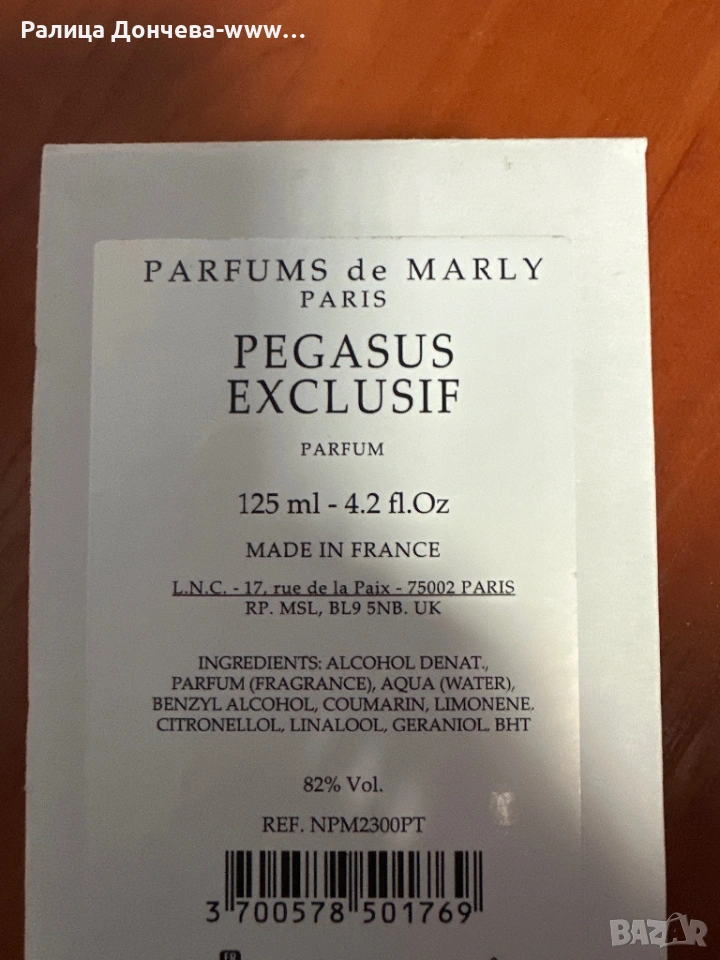 Ралица Дончева-www...
PARFUMS de MARLY
PARIS
PEGASUS
EXCLUSIF
PARFUM
125 ml - 4.2 fl.Oz
MADE IN FRANCE
L.N.C. - 17, rue de la Paix - 75002 PARIS
RP. MSL, BL9 5NB. UK
INGREDIENTS: ALCOHOL DENAT.,
PARFUM (FRAGRANCE), AQUA (WATER),
BENZYL ALCOHOL, COUMARIN, LIMONENE,
CITRONELLOL, LINALOOL, GERANIOL, BHT
82% Vol.
REF. NPM2300PT
3 700578 501769
BAZAR